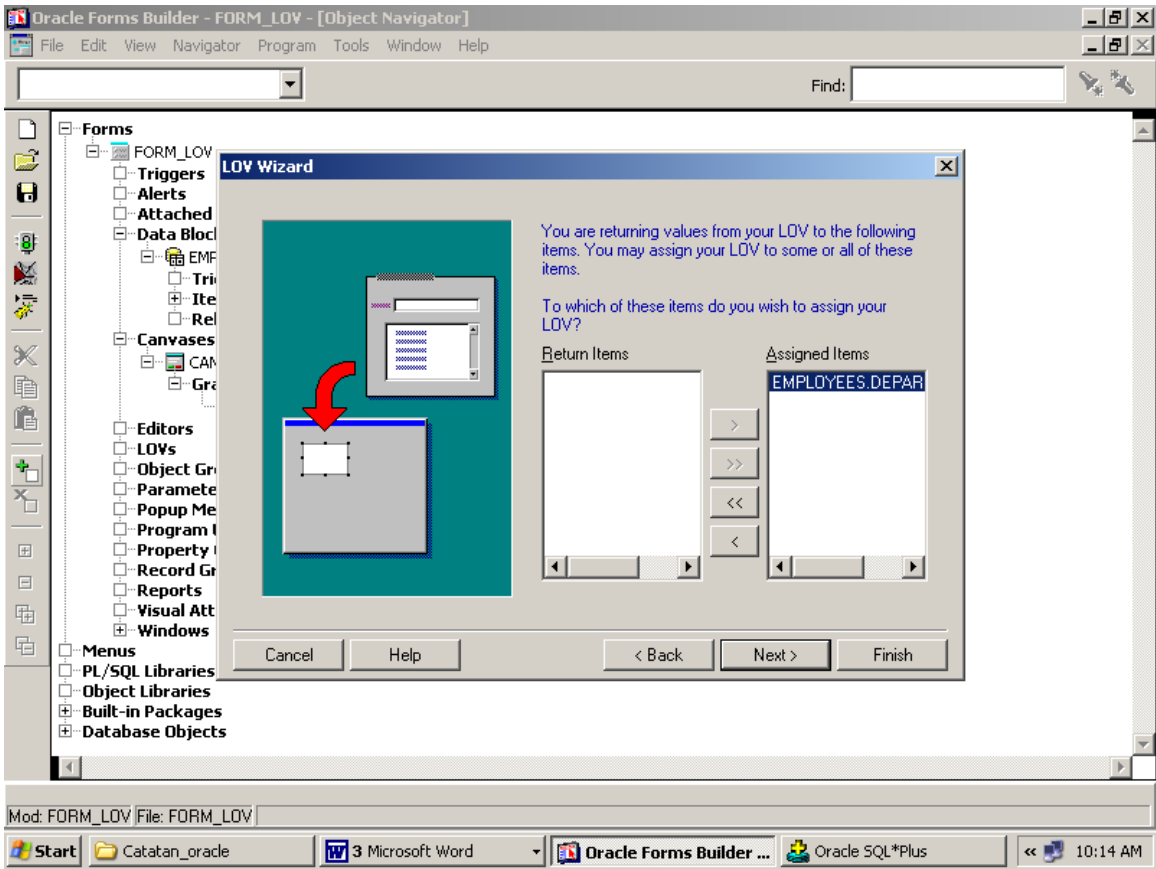 Oracle Forms Builder - FORM_LOV - [Object Navigator]
File Edit View Navigator Program Tools Window Help
Find:
Forms
FORM_LOV
Triggers
Alerts
Attached
Data Bloc
EMP
Tri
Ite
Rel
Canvases
CAN
Gra
Editors
LOVs
Object Gr
Paramete
Popup Me
Program
Property
Record Gr
Reports
Visual Att
Windows
Menus
PL/SQL Libraries
Object Libraries
Built-in Packages
Database Objects
LOV Wizard
You are returning values from your LOV to the following
items. You may assign your LOV to some or all of these
items.
To which of these items do you wish to assign your
LOV?
Return Items Assigned Items
EMPLOYEES.DEPAR
>
>>
<<
<
Cancel Help < Back Next > Finish
Mod: FORM_LOV File: FORM_LOV
Start Catatan_oracle 3 Microsoft Word Oracle Forms Builder ... Oracle SQL*Plus « 10:14 AM